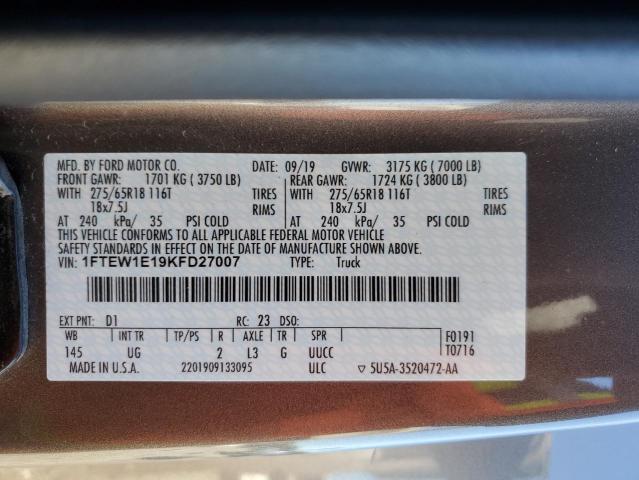 MFD. BY FORD MOTOR CO. DATE: 09/19 GVWR: 3175 KG (7000 LB)
FRONT GAWR: 1701 KG (3750 LB) REAR GAWR: 1724 KG (3800 LB)
WITH 275/65R18 116T TIRES WITH 275/65R18 116T TIRES
18x7.5J RIMS 18x7.5J RIMS
AT 240 kPa/ 35 PSI COLD AT 240 kPa/ 35 PSI COLD
THIS VEHICLE CONFORMS TO ALL APPLICABLE FEDERAL MOTOR VEHICLE
SAFETY STANDARDS IN EFFECT ON THE DATE OF MANUFACTURE SHOWN ABOVE.
VIN: 1FTEW1E19KFD27007 TYPE: Truck
EXT PNT: D1 RC: 23 DSO:
WB INT TR TP/PS R AXLE TR SPR F0191
145 UG 2 L3 G UUCC T0716
MADE IN U.S.A. 2201909133095 ULC ▽ 5U5A-3520472-AA